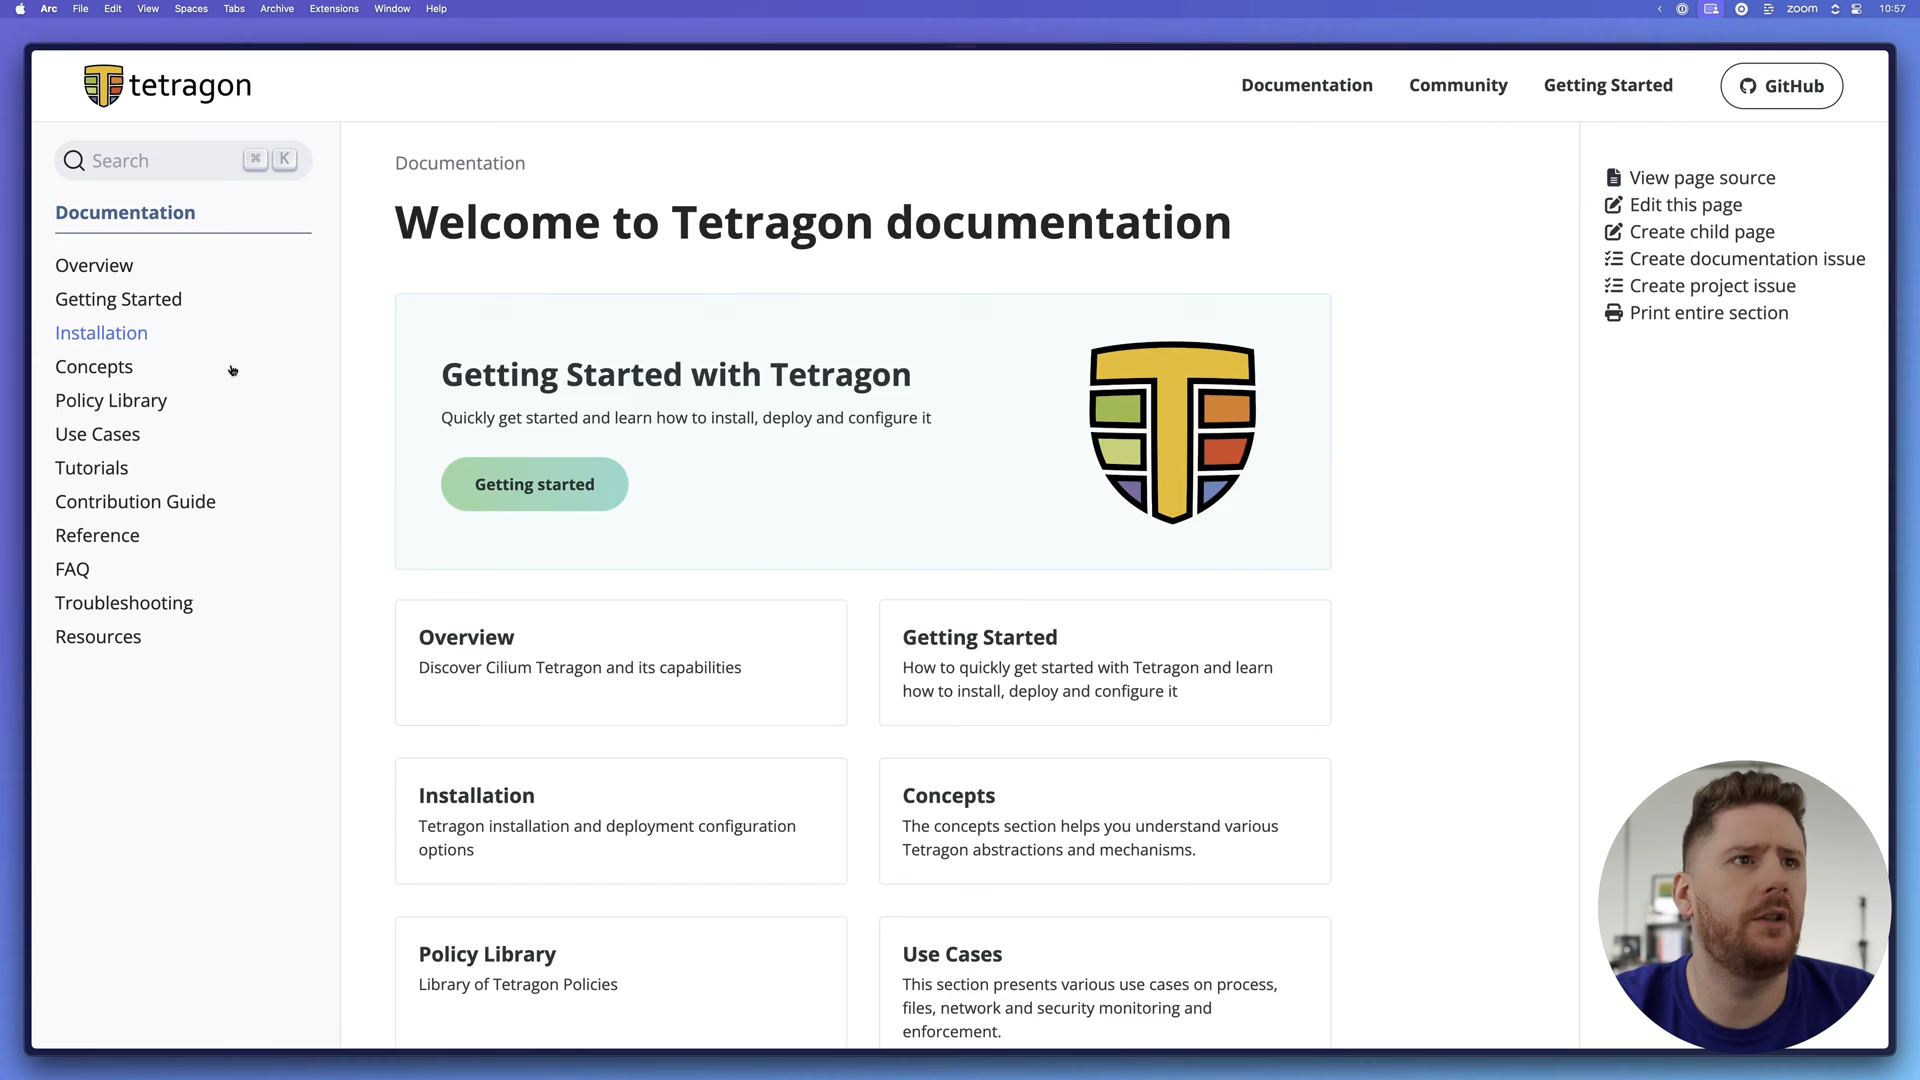 Arc File Edit View Spaces Tabs Archive Extensions Window Help
zoom 10:57
tetragon
Documentation Community Getting Started GitHub
Search ⌘ K
Documentation
Overview
Getting Started
Installation
Concepts
Policy Library
Use Cases
Tutorials
Contribution Guide
Reference
FAQ
Troubleshooting
Resources
Documentation
Welcome to Tetragon documentation
Getting Started with Tetragon
Quickly get started and learn how to install, deploy and configure it
Getting started
Overview
Discover Cilium Tetragon and its capabilities
Getting Started
How to quickly get started with Tetragon and learn
how to install, deploy and configure it
Installation
Tetragon installation and deployment configuration
options
Concepts
The concepts section helps you understand various
Tetragon abstractions and mechanisms.
Policy Library
Library of Tetragon Policies
Use Cases
This section presents various use cases on process,
files, network and security monitoring and
enforcement.
View page source
Edit this page
Create child page
Create documentation issue
Create project issue
Print entire section